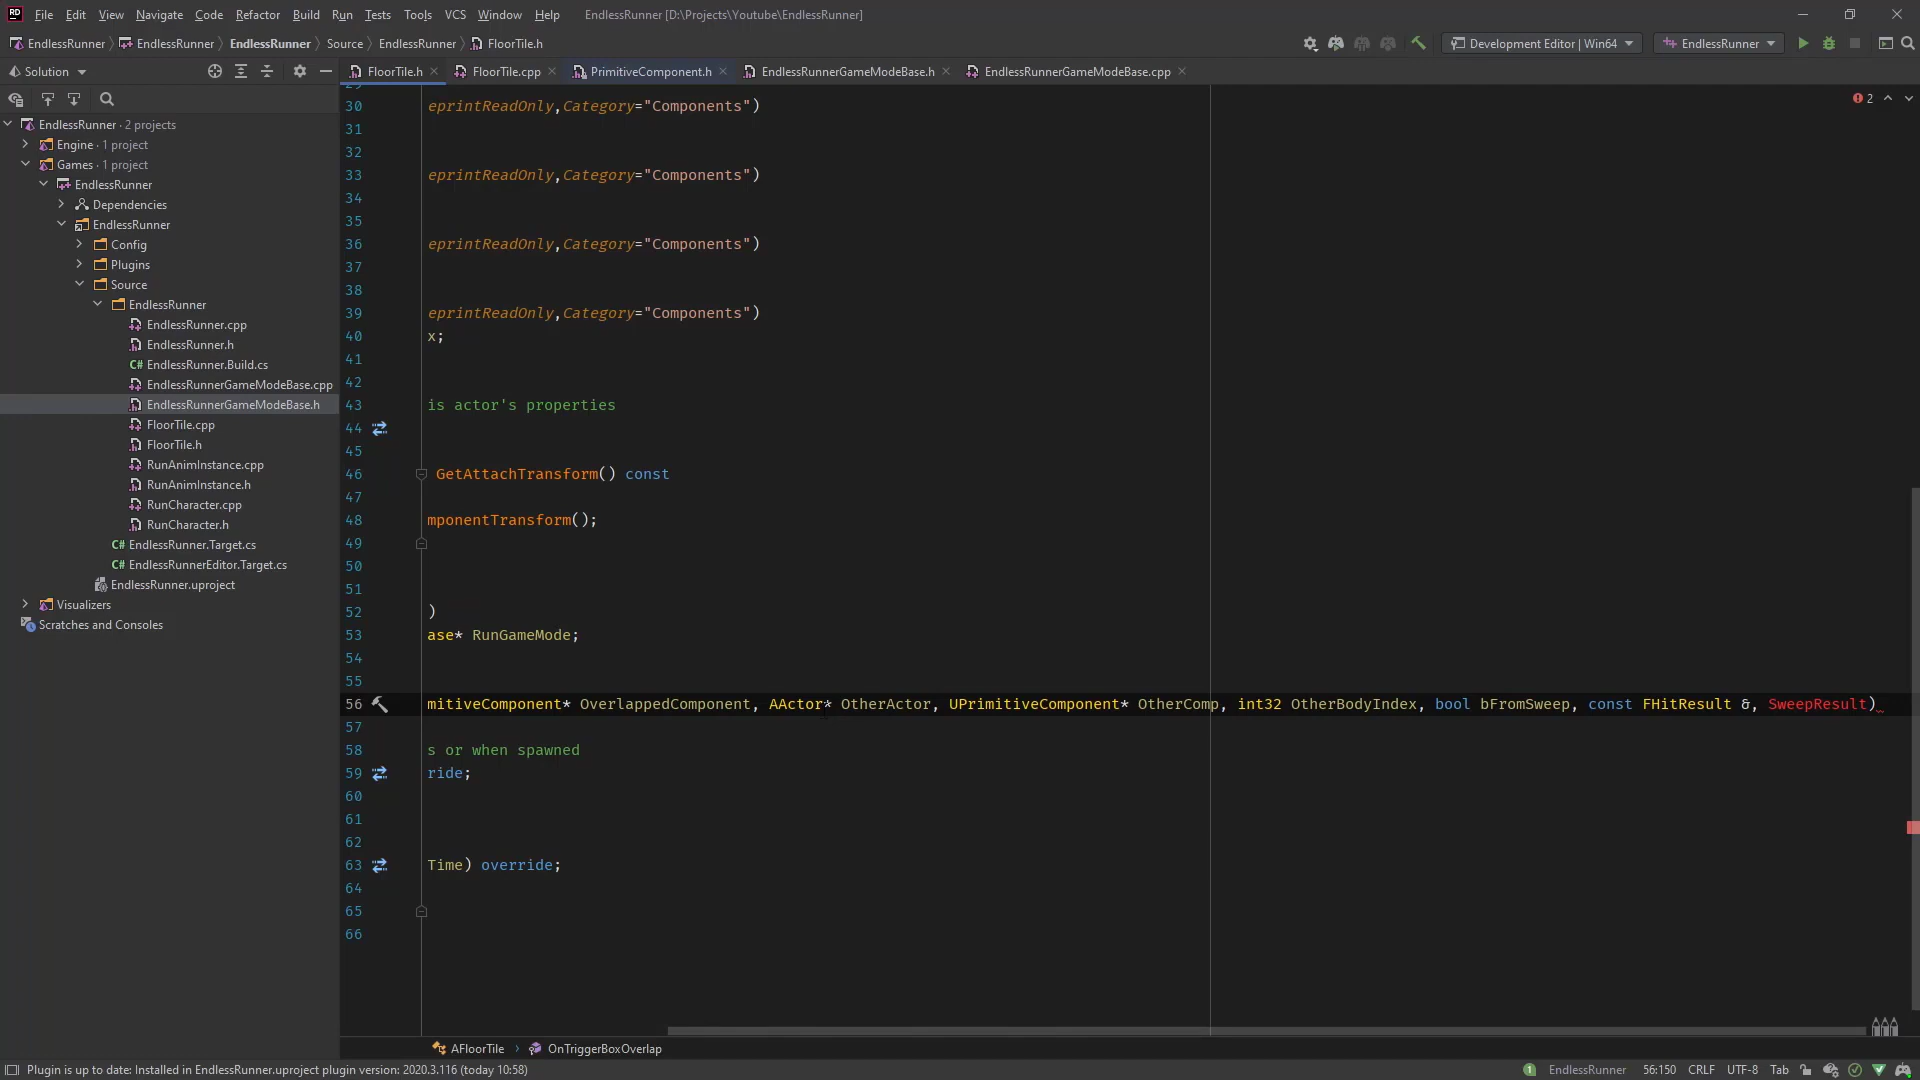 RD File Edit View Navigate Code Refactor Build Run Tests Tools VCS Window Help EndlessRunner [D:\Projects\Youtube\EndlessRunner]
EndlessRunner EndlessRunner EndlessRunner Source EndlessRunner FloorTile.h Development Editor | Win64 EndlessRunner
Solution FloorTile.h FloorTile.cpp PrimitiveComponent.h EndlessRunnerGameModeBase.h EndlessRunnerGameModeBase.cpp
EndlessRunner · 2 projects
Engine · 1 project
Games · 1 project
EndlessRunner
Dependencies
EndlessRunner
Config
Plugins
Source
EndlessRunner
EndlessRunner.cpp
EndlessRunner.h
C# EndlessRunner.Build.cs
EndlessRunnerGameModeBase.cpp
EndlessRunnerGameModeBase.h
FloorTile.cpp
FloorTile.h
RunAnimInstance.cpp
RunAnimInstance.h
RunCharacter.cpp
RunCharacter.h
C# EndlessRunner.Target.cs
C# EndlessRunnerEditor.Target.cs
EndlessRunner.uproject
Visualizers
Scratches and Consoles
2
29
30 eprintReadOnly,Category="Components")
31
32
33 eprintReadOnly,Category="Components")
34
35
36 eprintReadOnly,Category="Components")
37
38
39 eprintReadOnly,Category="Components")
40 x;
41
42
43 is actor's properties
44
45
46 GetAttachTransform() const
47
48 mponentTransform();
49
50
51
52 )
53 ase* RunGameMode;
54
55
56 mitiveComponent* OverlappedComponent, AActor* OtherActor, UPrimitiveComponent* OtherComp, int32 OtherBodyIndex, bool bFromSweep, const FHitResult &, SweepResult)
57
58 s or when spawned
59 ride;
60
61
62
63 Time) override;
64
65
66
AFloorTile OnTriggerBoxOverlap
Plugin is up to date: Installed in EndlessRunner.uproject plugin version: 2020.3.116 (today 10:58) 1 EndlessRunner 56:150 CRLF UTF-8 Tab